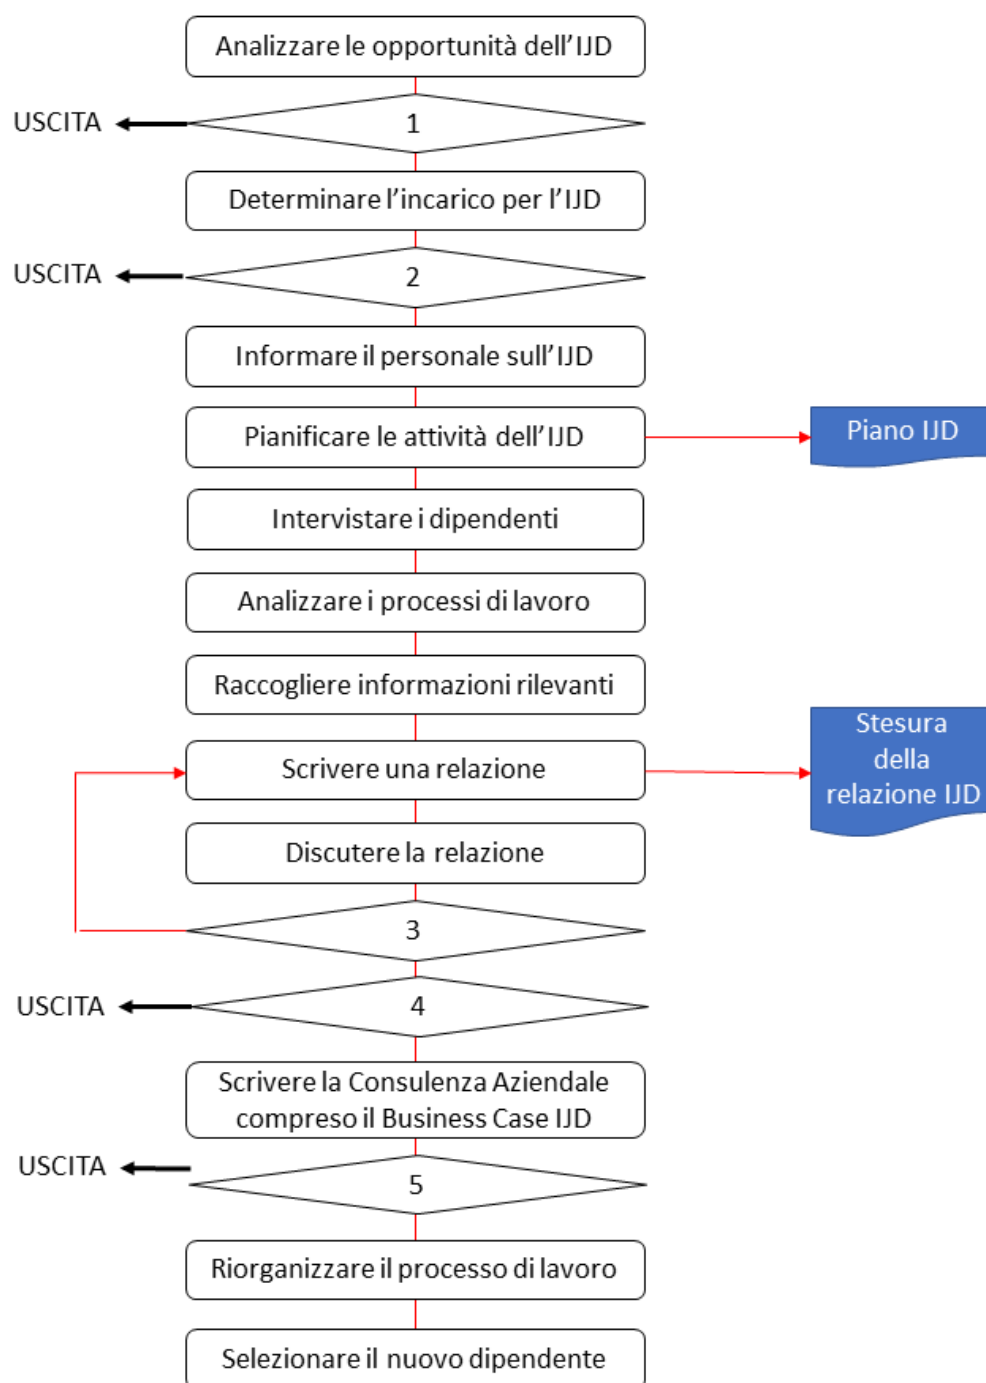 Analizzare le opportunità dell’IJD
USCITA
1
Determinare l’incarico per l’IJD
USCITA
2
Informare il personale sull’IJD
Pianificare le attività dell’IJD
Piano IJD
Intervistare i dipendenti
Analizzare i processi di lavoro
Raccogliere informazioni rilevanti
Scrivere una relazione
Stesura
della
relazione IJD
Discutere la relazione
3
USCITA
4
Scrivere la Consulenza Aziendale
compreso il Business Case IJD
USCITA
5
Riorganizzare il processo di lavoro
Selezionare il nuovo dipendente